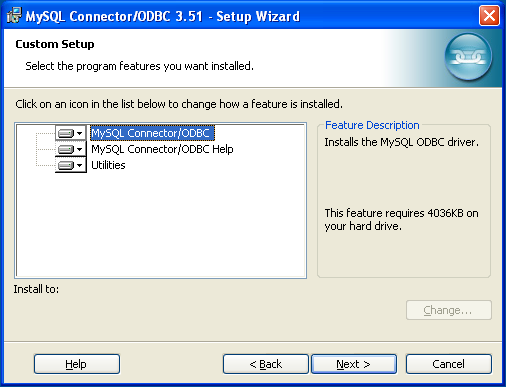 MySQL Connector/ODBC 3.51 - Setup Wizard
Custom Setup
Select the program features you want installed.
Click on an icon in the list below to change how a feature is installed.
MySQL Connector/ODBC
MySQL Connector/ODBC Help
Utilities
Feature Description
Installs the MySQL ODBC driver.
This feature requires 4036KB on
your hard drive.
Install to:
Change...
Help
< Back
Next >
Cancel